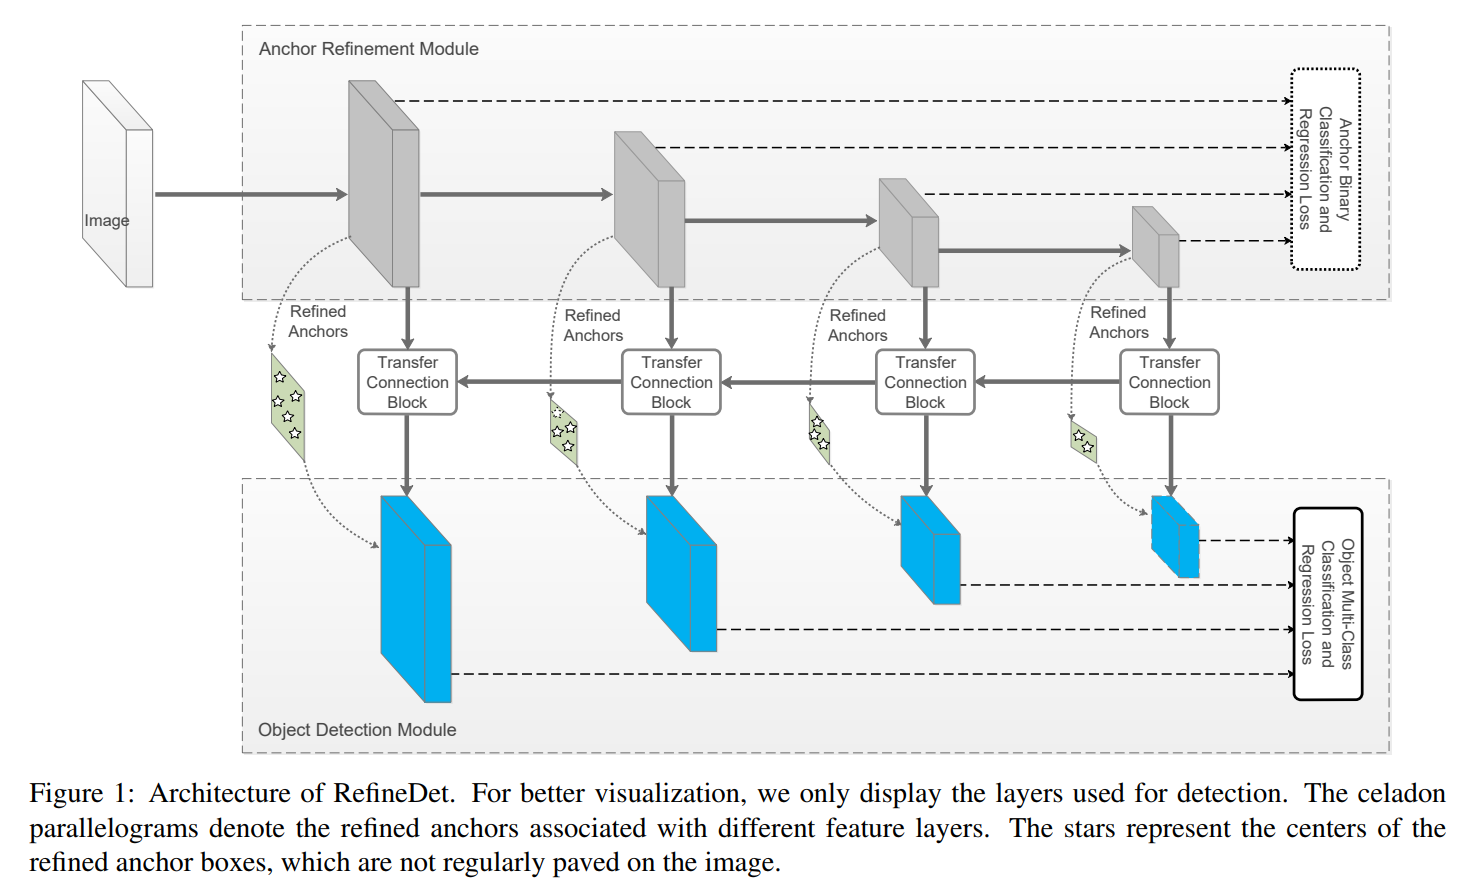 Anchor Refinement Module
Image
Anchor Binary
Classification and
Regression Loss
Refined
Anchors
Refined
Anchors
Refined
Anchors
Refined
Anchors
Transfer
Connection
Block
Transfer
Connection
Block
Transfer
Connection
Block
Transfer
Connection
Block
Object Multi-Class
Classification and
Regression Loss
Object Detection Module
Figure 1: Architecture of RefineDet. For better visualization, we only display the layers used for detection. The celadon
parallelograms denote the refined anchors associated with different feature layers. The stars represent the centers of the
refined anchor boxes, which are not regularly paved on the image.